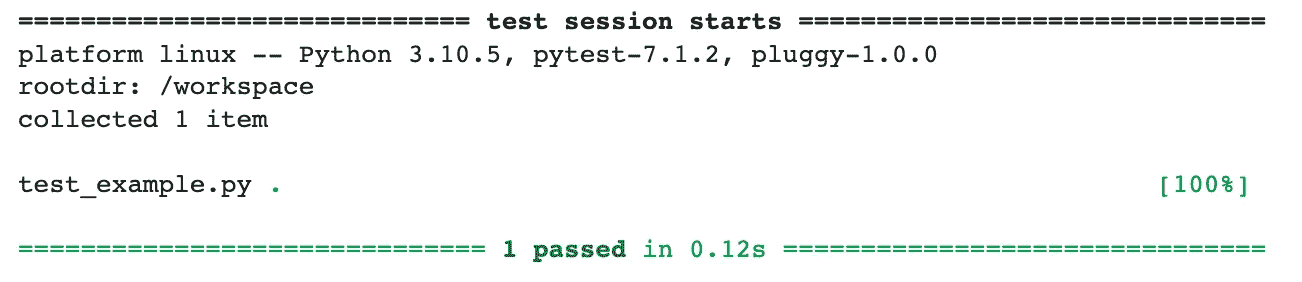 ============================= test session starts ==============================
platform linux -- Python 3.10.5, pytest-7.1.2, pluggy-1.0.0
rootdir: /workspace
collected 1 item
test_example.py . [100%]
============================== 1 passed in 0.12s ===============================